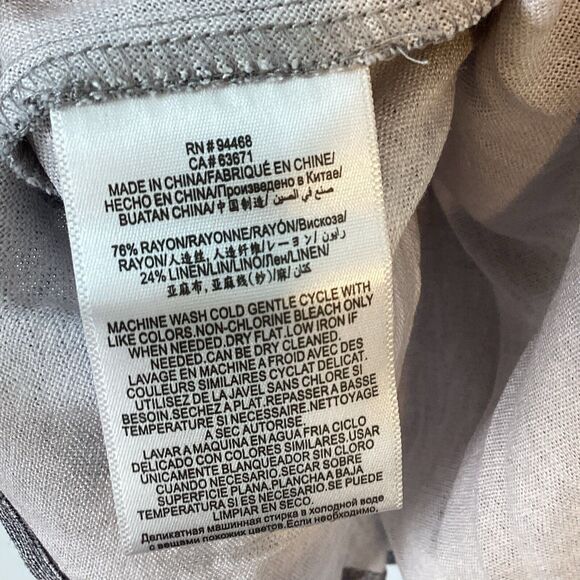 RN # 94468
CA # 63671
MADE IN CHINA/FABRIQUÉ EN CHINE/
HECHO EN CHINA/Произведено в Китае/
BUATAN CHINA/中国制造/ صنع في الصين/
76% RAYON/RAYONNE/RAYÓN/Вискоза/
RAYON/人造丝, 人造纤维/レーヨン/رايون/
24% LINEN/LIN/LINO/Лен/LINEN/
亚麻布, 亚麻线(纱)/麻/كتان/
MACHINE WASH COLD GENTLE CYCLE WITH
LIKE COLORS.NON-CHLORINE BLEACH ONLY
WHEN NEEDED.DRY FLAT.LOW IRON IF
NEEDED.CAN BE DRY CLEANED.
LAVAGE EN MACHINE A FROID AVEC DES
COULEURS SIMILAIRES CYCLAT DELICAT.
UTILISEZ DE LA JAVEL SANS CHLORE SI
BESOIN.SECHEZ A PLAT.REPASSER A BASSE
TEMPERATURE SI NECESSAIRE.NETTOYAGE
A SEC AUTORISE.
LAVAR A MAQUINA EN AGUA FRIA CICLO
DELICADO CON COLORES SIMILARES.USAR
ÚNICAMENTE BLANQUEADOR SIN CLORO
CUANDO SEA NECESARIO.SECAR SOBRE
SUPERFICIE PLANA.PLANCHA A BAJA
TEMPERATURA SI ES NECESARIO.SE PUEDE
LIMPIAR EN SECO.
Деликатная машинная стирка в холодной воде
с вещами похожих цветов.Если необходимо,